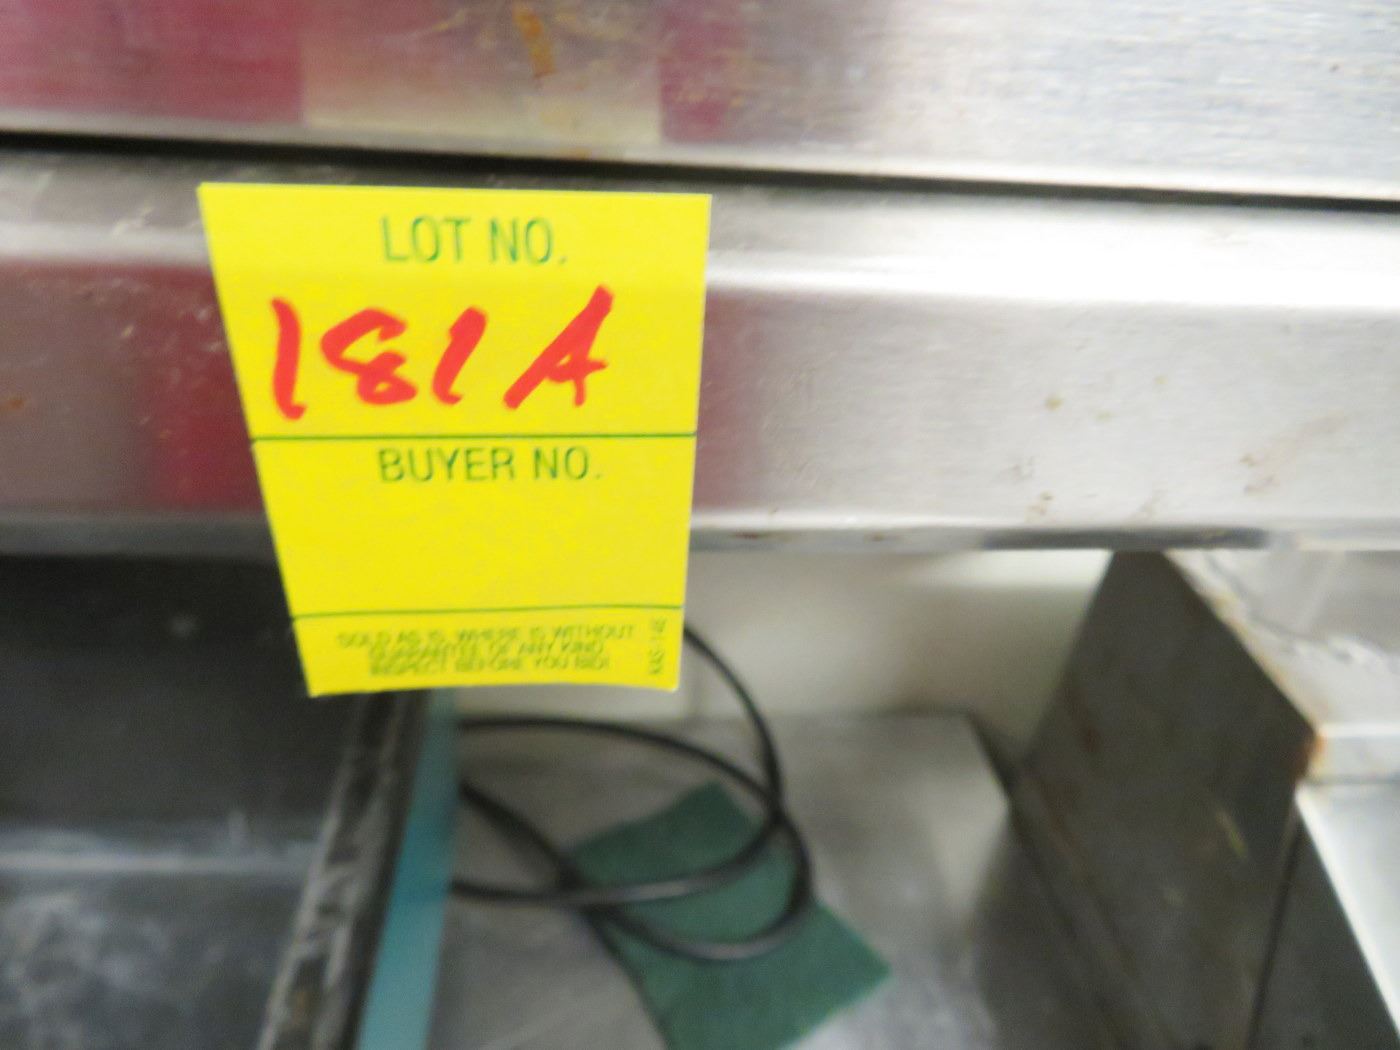 LOT NO.
181A
BUYER NO.
SOLD AS IS, WHERE IS WITHOUT
GUARANTEE OF ANY KIND.
INSPECT BEFORE YOU BID!